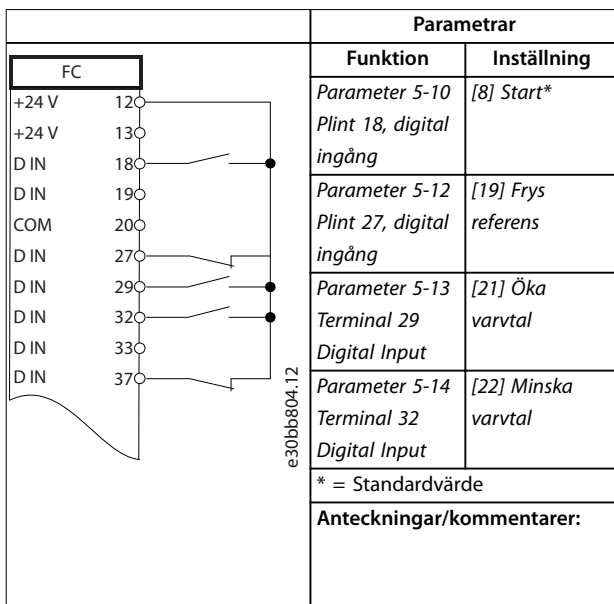 FC
+24 V 12
+24 V 13
D IN 18
D IN 19
COM 20
D IN 27
D IN 29
D IN 32
D IN 33
D IN 37
e30bb804.12
Parametrar
Funktion Inställning
Parameter 5-10 [8] Start*
Plint 18, digital
ingång
Parameter 5-12 [19] Frys
Plint 27, digital referens
ingång
Parameter 5-13 [21] Öka
Terminal 29 varvtal
Digital Input
Parameter 5-14 [22] Minska
Terminal 32 varvtal
Digital Input
* = Standardvärde
Anteckningar/kommentarer: